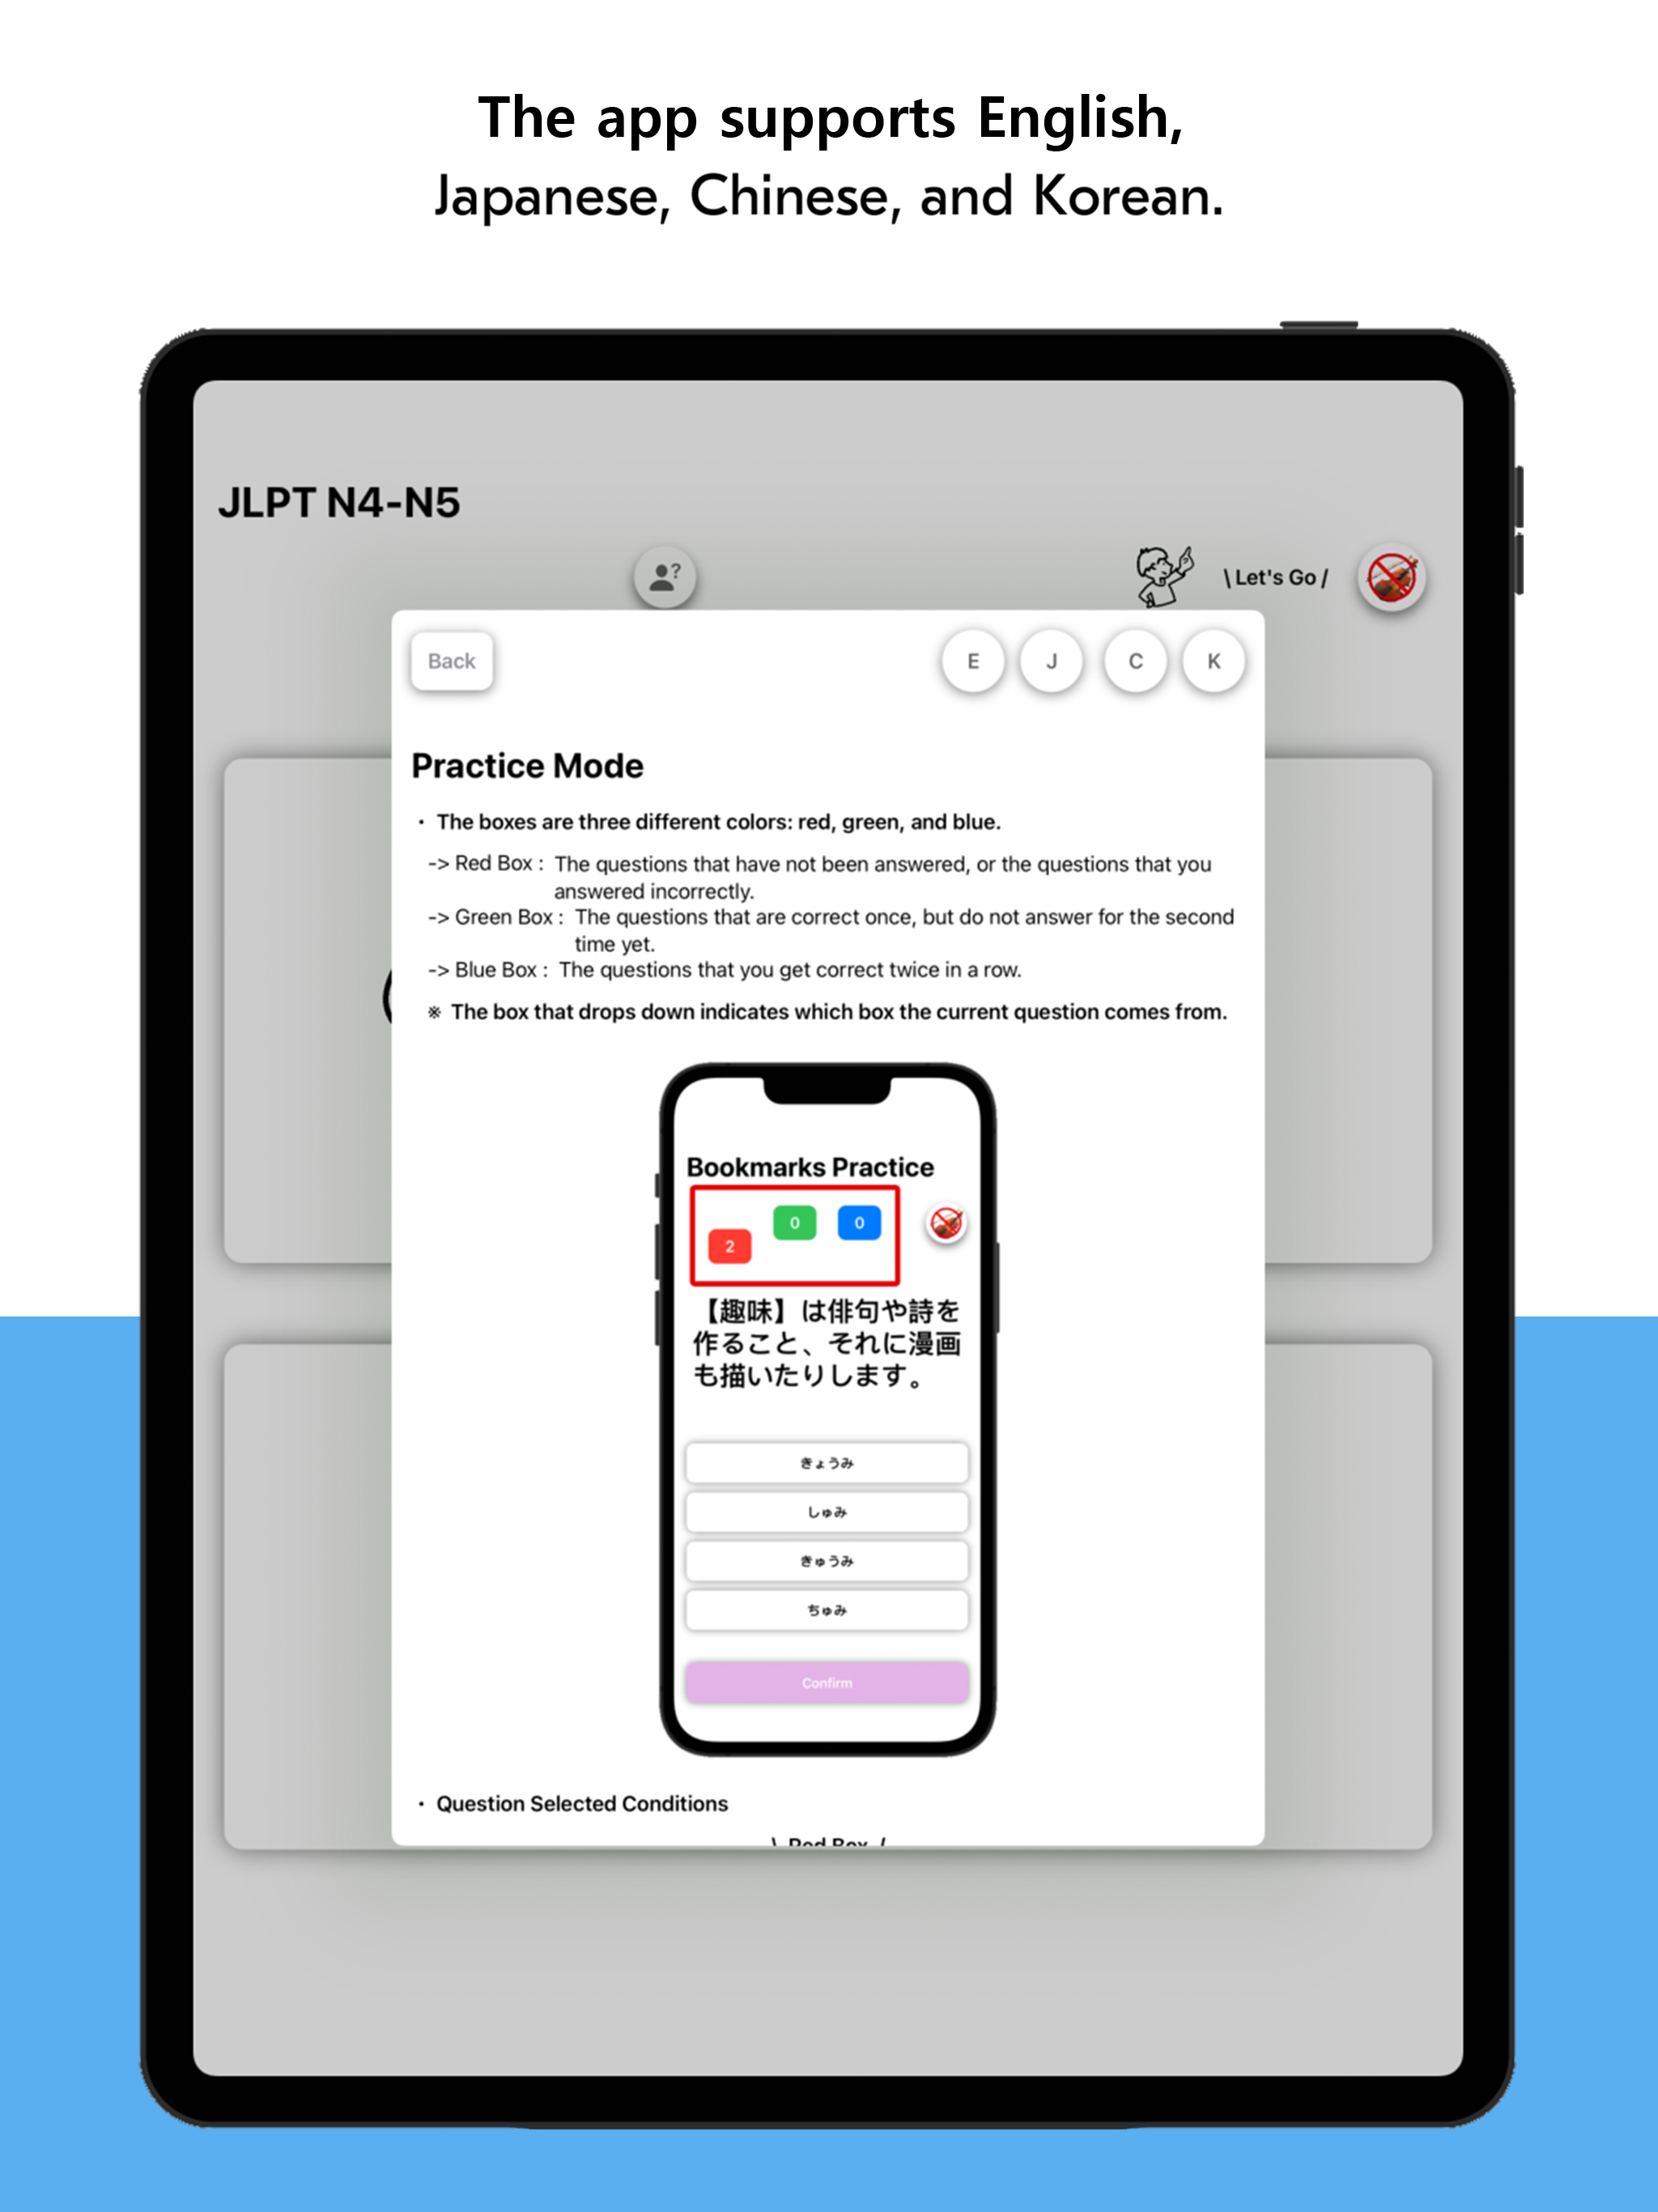 The app supports English,
Japanese, Chinese, and Korean.
JLPT N4-N5
?
\ Let's Go /
Back
E
J
C
K
Practice Mode
・ The boxes are three different colors: red, green, and blue.
-> Red Box : The questions that have not been answered, or the questions that you
answered incorrectly.
-> Green Box : The questions that are correct once, but do not answer for the second
time yet.
-> Blue Box : The questions that you get correct twice in a row.
※ The box that drops down indicates which box the current question comes from.
Bookmarks Practice
2
0
0
【趣味】は俳句や詩を
作ること、それに漫画
も描いたりします。
きょうみ
しゅみ
きゅうみ
ちゅみ
Confirm
・ Question Selected Conditions
\ Red Box /